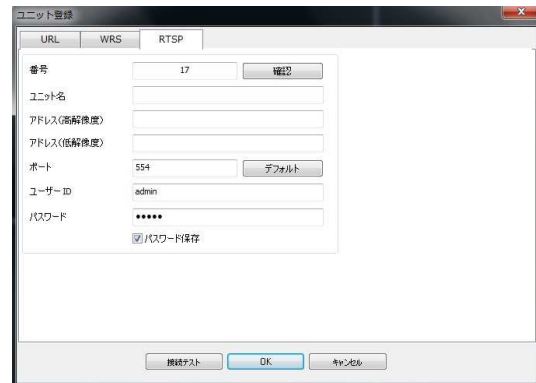 ユニット登録
URL WRS RTSP
番号 17 確認
ユニット名
アドレス(高解像度)
アドレス(低解像度)
ポート 554 デフォルト
ユーザーID admin
パスワード •••••
パスワード保存
接続テスト OK キャンセル